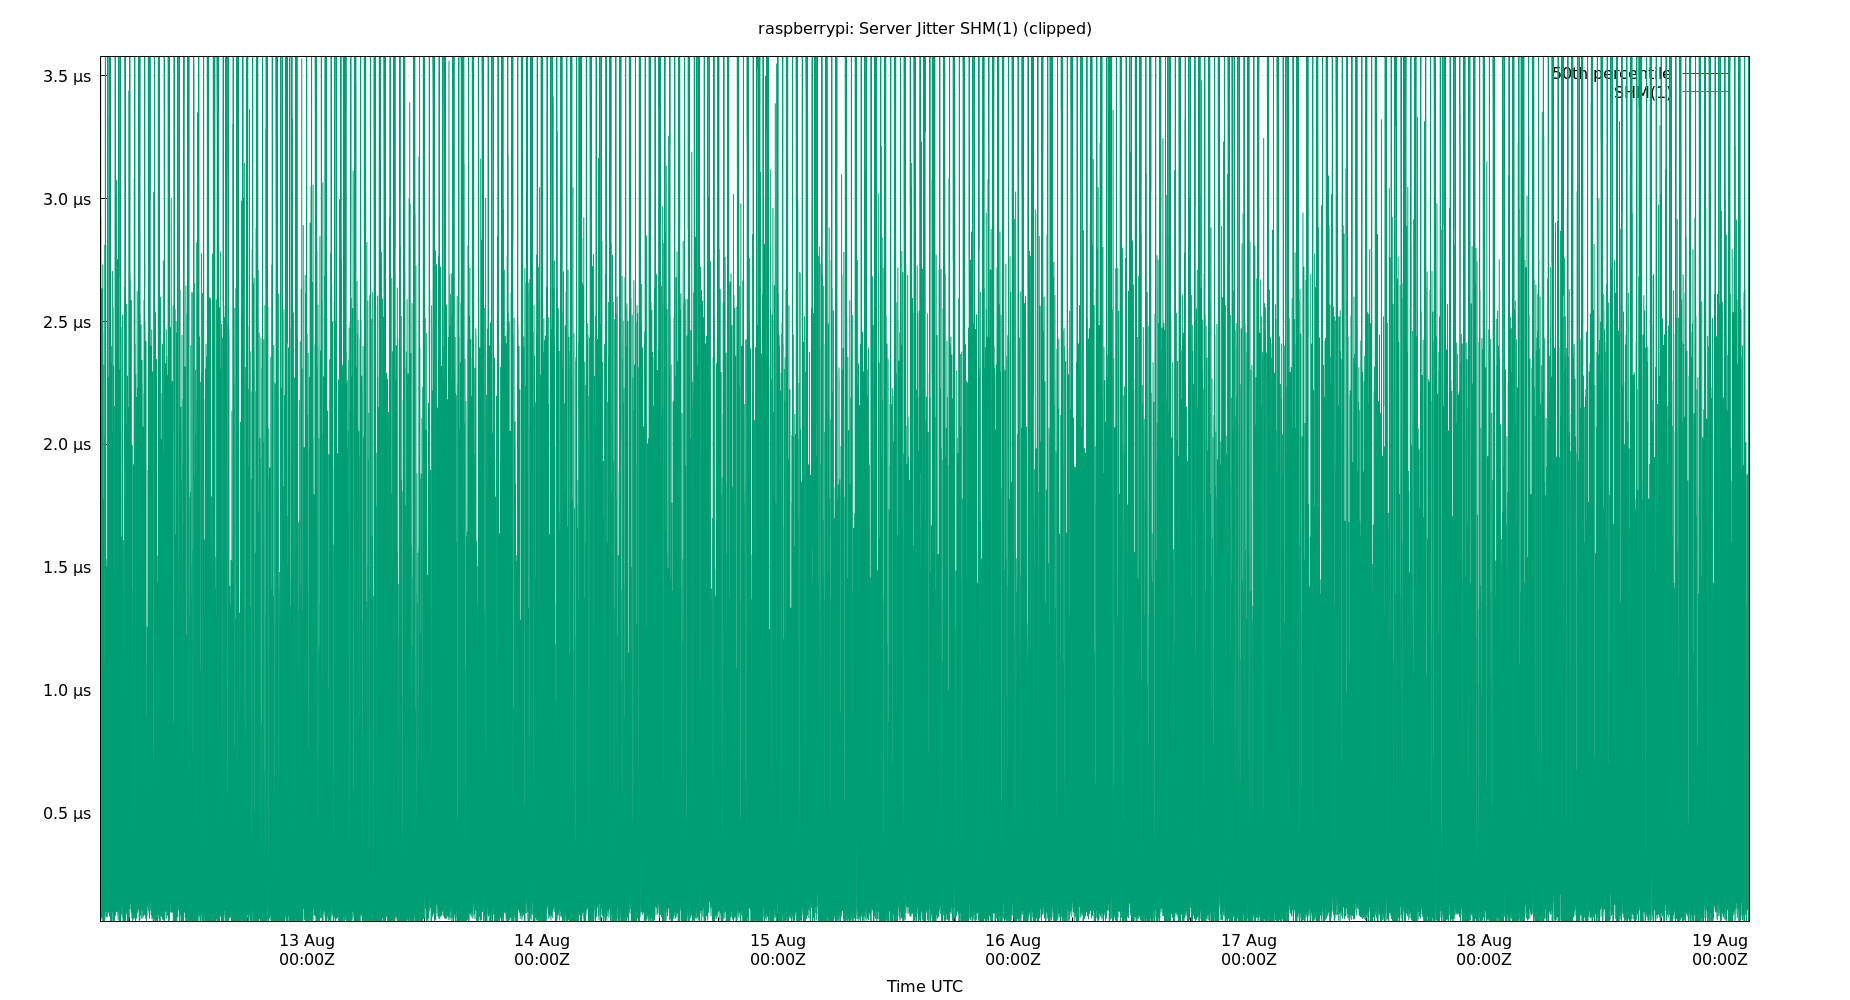 raspberrypi: Server Jitter SHM(1) (clipped)
3.5 µs
3.0 µs
2.5 µs
2.0 µs
1.5 µs
1.0 µs
0.5 µs
50th percentile
SHM(1)
13 Aug
00:00Z
14 Aug
00:00Z
15 Aug
00:00Z
16 Aug
00:00Z
17 Aug
00:00Z
18 Aug
00:00Z
19 Aug
00:00Z
Time UTC